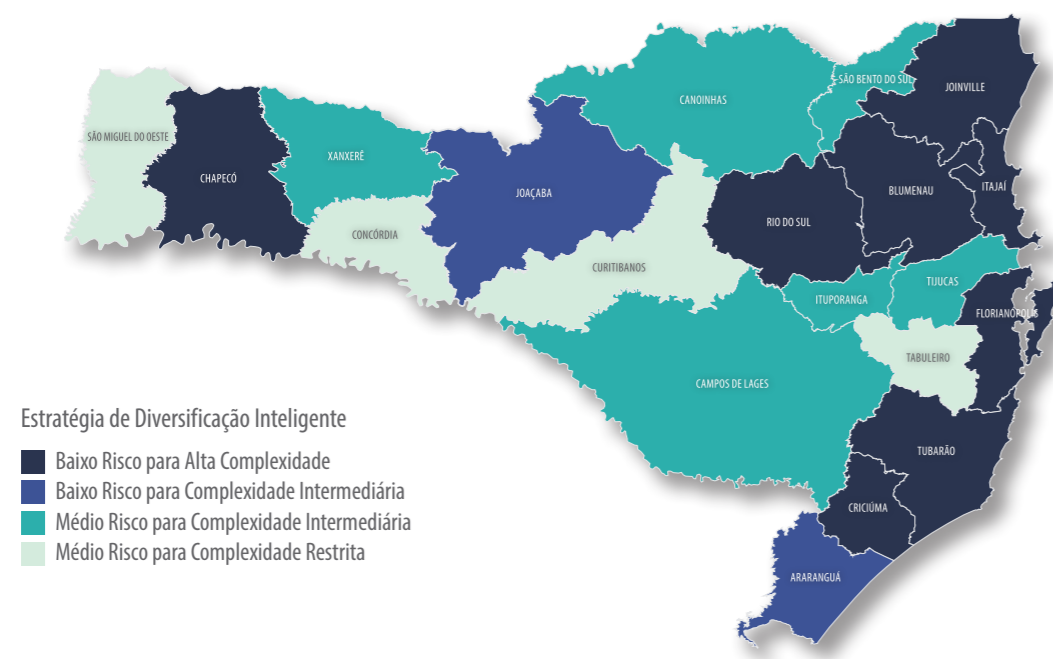 SÃO BENTO DO SUL
JOINVILLE
CANOINHAS
SÃO MIGUEL DO OESTE
XANXERÊ
CHAPECÓ
JOAÇABA
BLUMENAU
ITAJAÍ
RIO DO SUL
CONCÓRDIA
CURITIBANOS
TIJUCAS
ITUPORANGA
FLORIANÓPOLIS
TABULEIRO
CAMPOS DE LAGES
TUBARÃO
CRICIÚMA
ARARANGUÁ
Estratégia de Diversificação Inteligente
Baixo Risco para Alta Complexidade
Baixo Risco para Complexidade Intermediária
Médio Risco para Complexidade Intermediária
Médio Risco para Complexidade Restrita